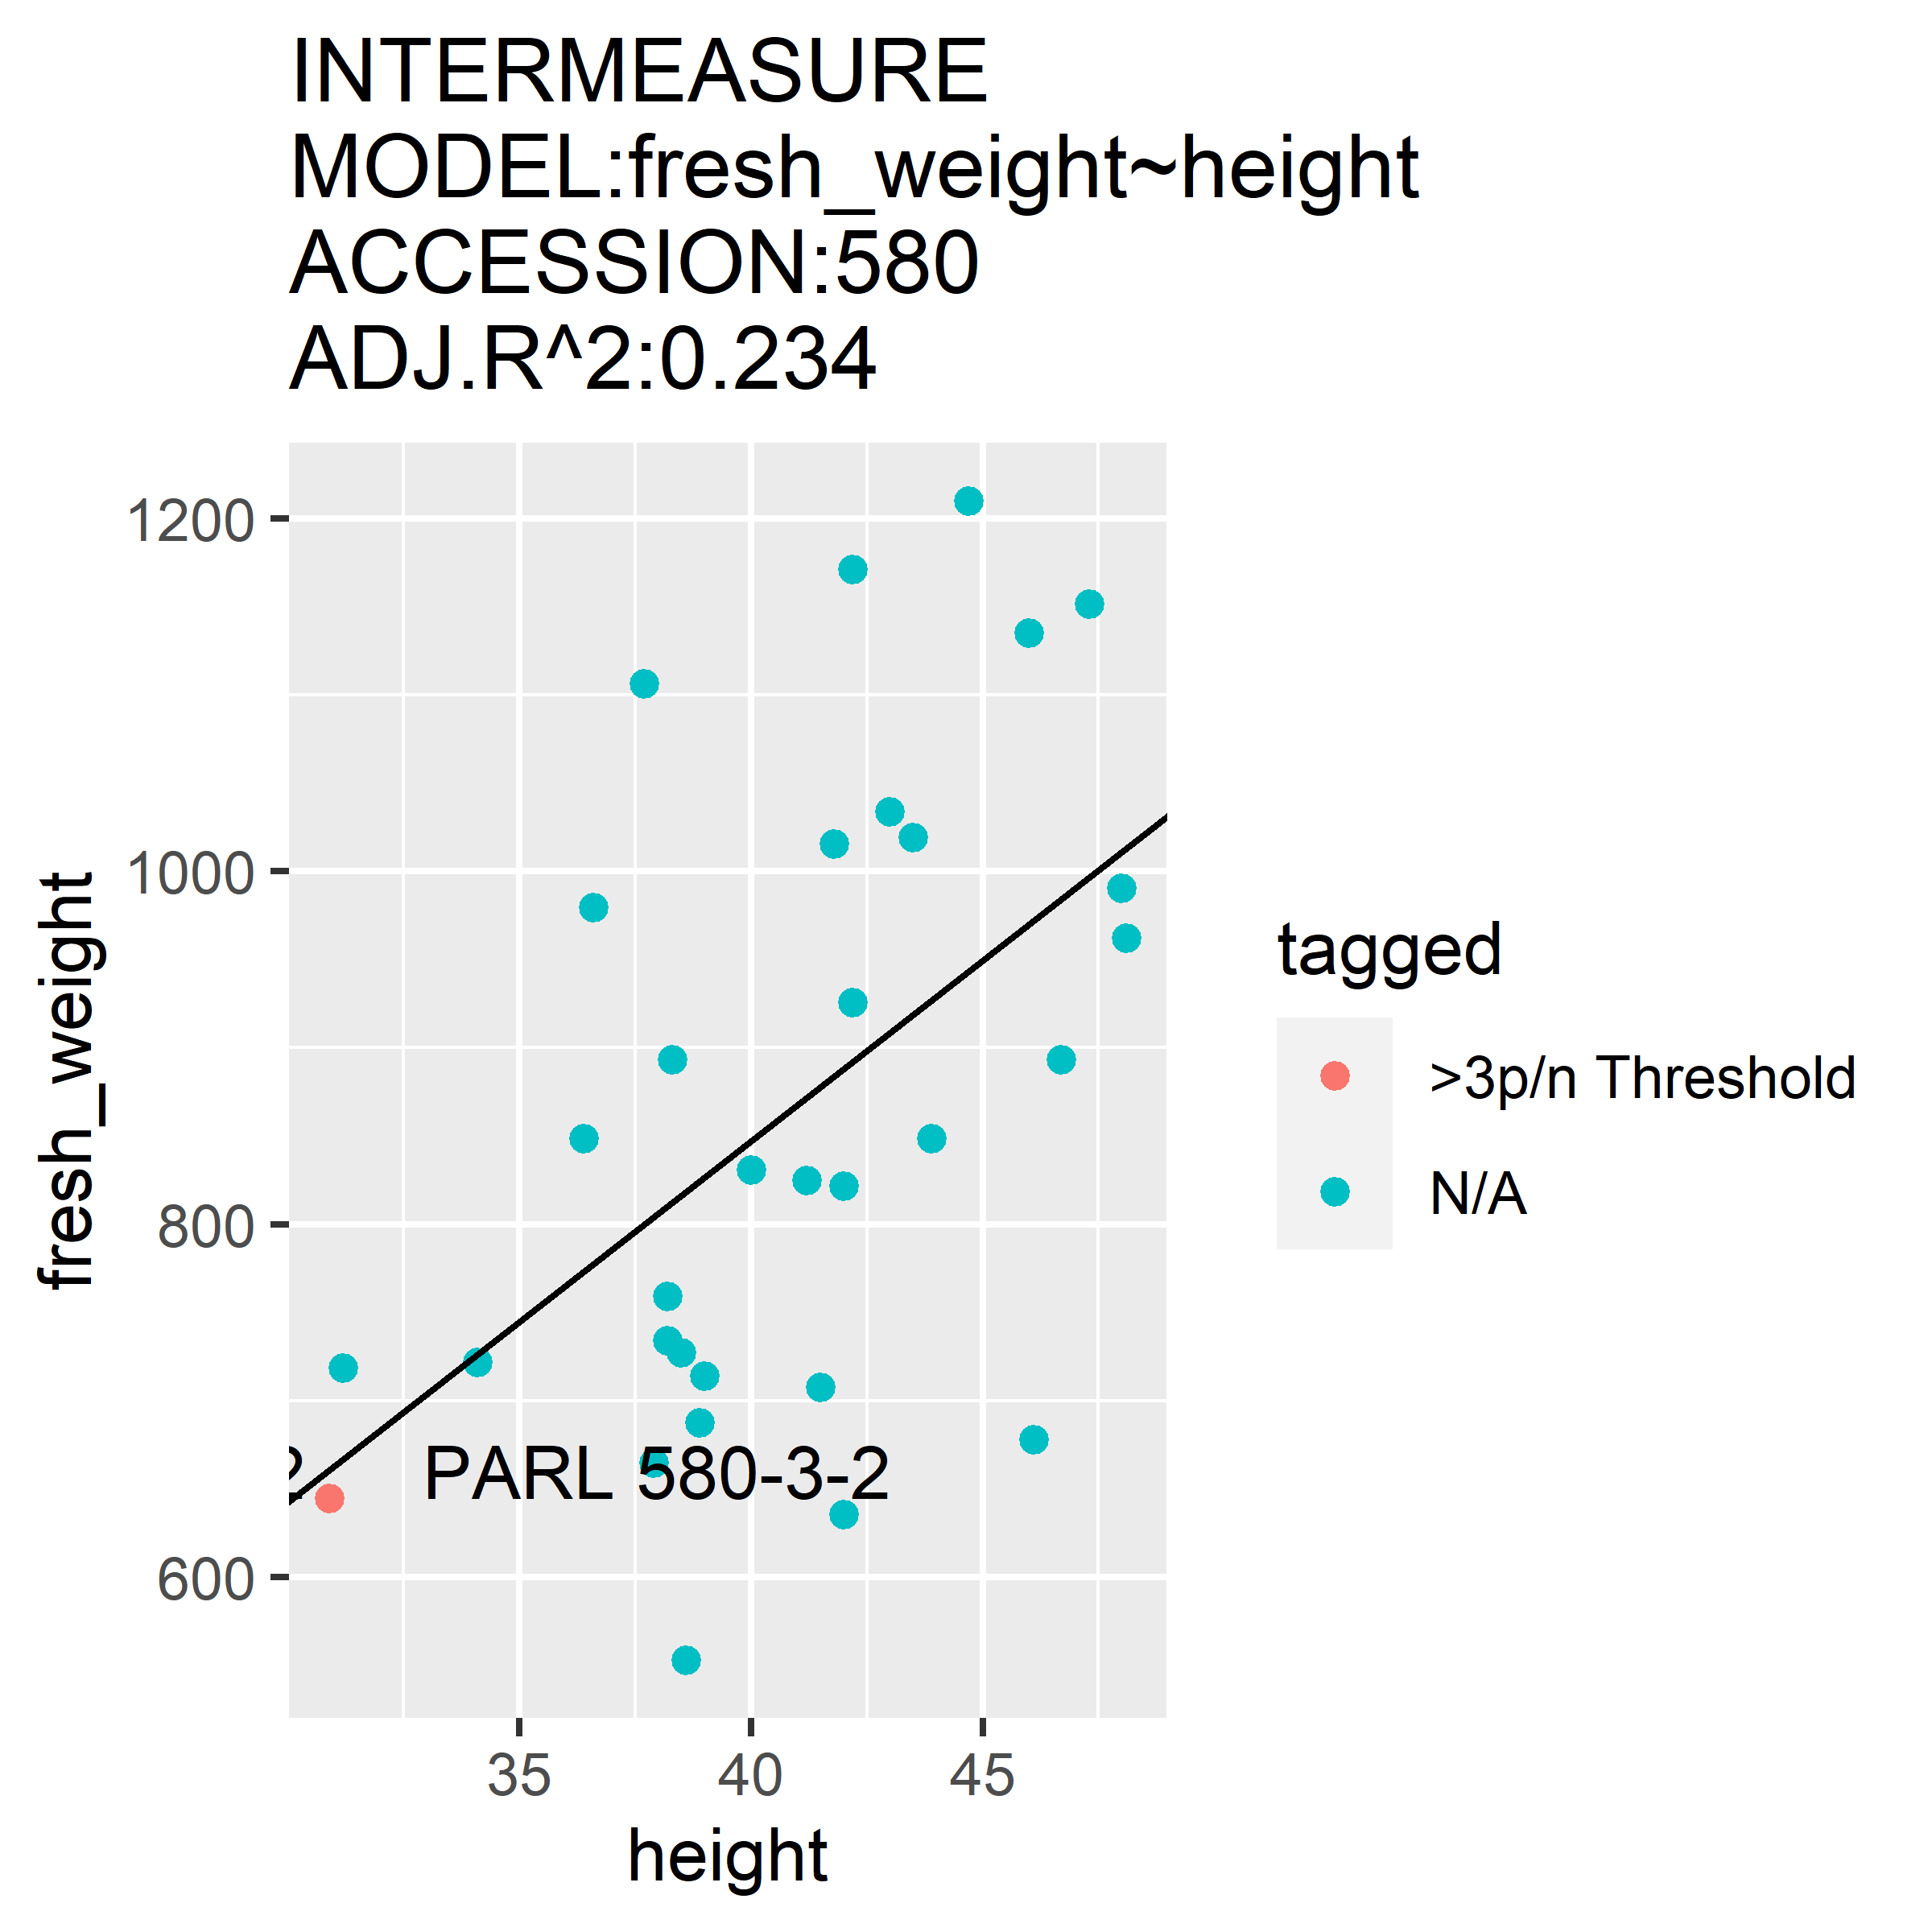 INTERMEASURE
MODEL:fresh_weight~height
ACCESSION:580
ADJ.R^2:0.234
1200
1000
800
600
fresh_weight
2
PARL 580-3-2
35
40
45
height
tagged
>3p/n Threshold
N/A